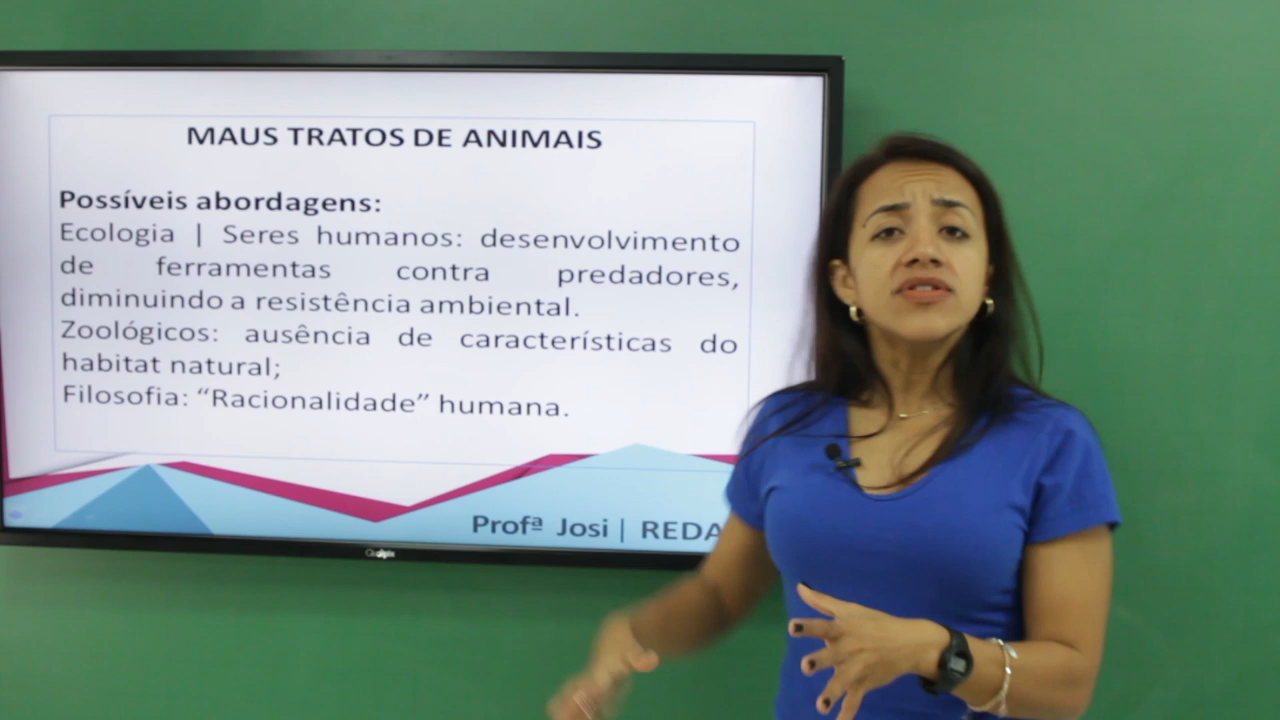 MAUS TRATOS DE ANIMAIS
Possíveis abordagens:
Ecologia | Seres humanos: desenvolvimento
de ferramentas contra predadores,
diminuindo a resistência ambiental.
Zoológicos: ausência de características do
habitat natural;
Filosofia: “Racionalidade” humana.
Profª Josi | REDA